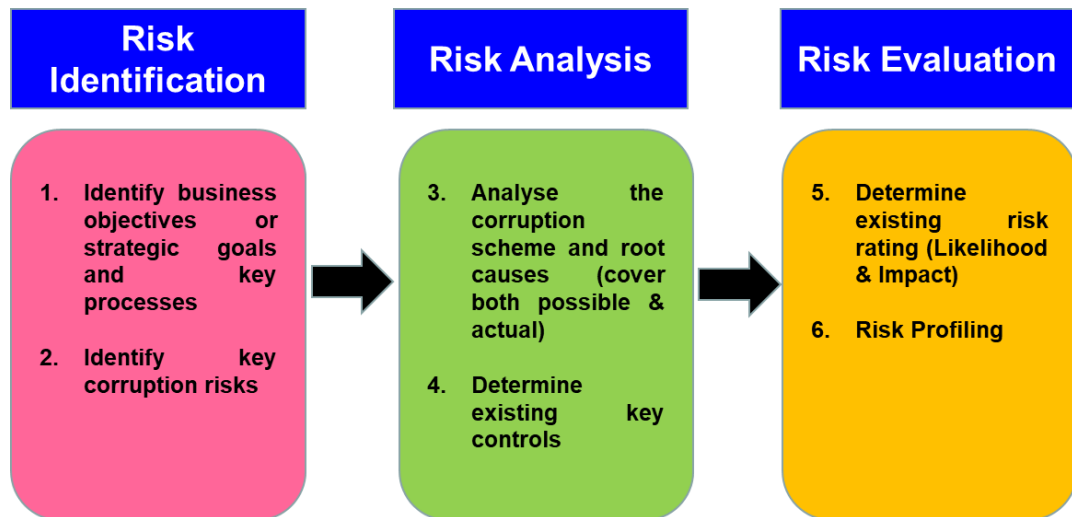 Risk
Identification
1. Identify business
objectives or
strategic goals
and key
processes
2. Identify key
corruption risks
Risk Analysis
3. Analyse the
corruption
scheme and root
causes (cover
both possible &
actual)
4. Determine
existing key
controls
Risk Evaluation
5. Determine
existing risk
rating (Likelihood
& Impact)
6. Risk Profiling